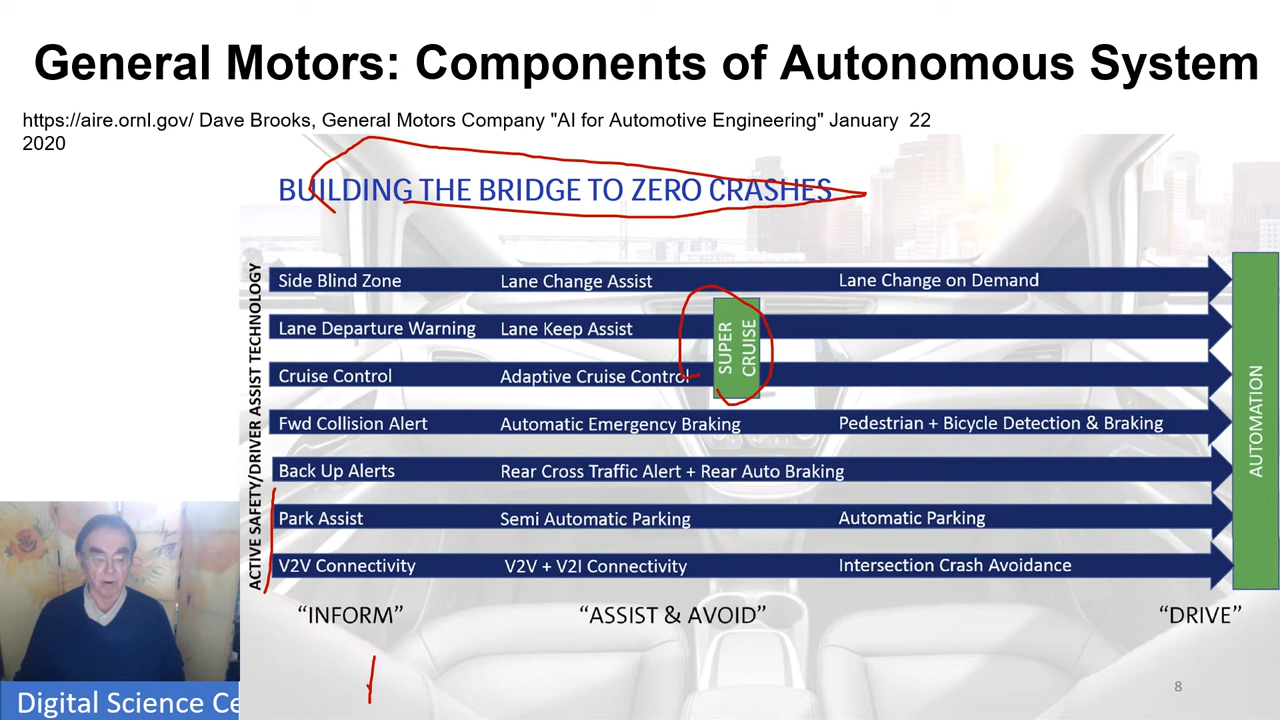 General Motors: Components of Autonomous System
https://aire.ornl.gov/ Dave Brooks, General Motors Company "AI for Automotive Engineering" January 22
2020
BUILDING THE BRIDGE TO ZERO CRASHES
ACTIVE SAFETY/DRIVER ASSIST TECHNOLOGY
Side Blind Zone Lane Change Assist Lane Change on Demand
Lane Departure Warning Lane Keep Assist
SUPER
CRUISE
Cruise Control Adaptive Cruise Control
Fwd Collision Alert Automatic Emergency Braking Pedestrian + Bicycle Detection & Braking
Back Up Alerts Rear Cross Traffic Alert + Rear Auto Braking
Park Assist Semi Automatic Parking Automatic Parking
V2V Connectivity V2V + V2I Connectivity Intersection Crash Avoidance
AUTOMATION
“INFORM” “ASSIST & AVOID” “DRIVE”
8
Digital Science Ce